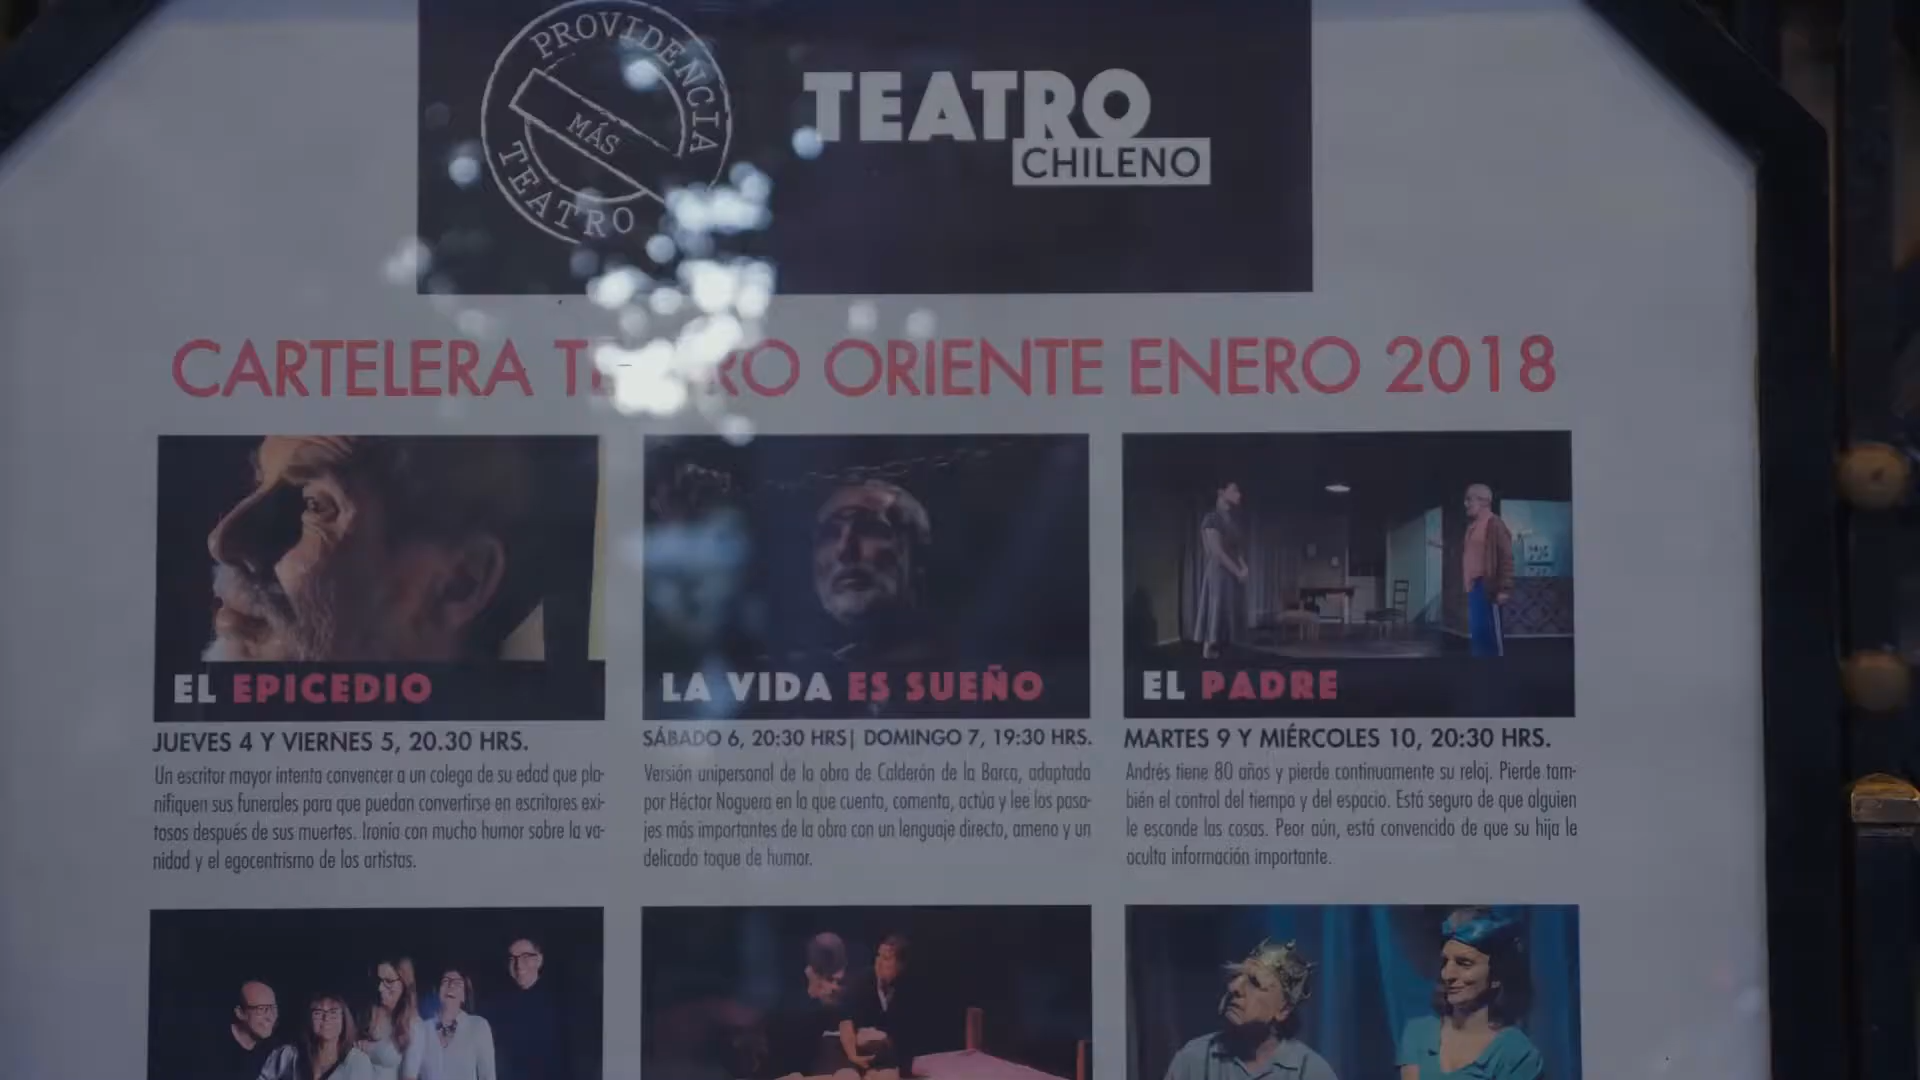 PROVIDENCIA
MÁS
TEATRO
TEATRO
CHILENO
CARTELERA TEATRO ORIENTE ENERO 2018
EL EPICEDIO
JUEVES 4 Y VIERNES 5, 20.30 HRS.
Un escritor mayor intenta convencer a un colega de su edad que pla-
nifiquen sus funerales para que puedan convertirse en escritores exi-
tosos después de sus muertes. Ironía con mucho humor sobre la va-
nidad y el egocentrismo de los artistas.
LA VIDA ES SUEÑO
SÁBADO 6, 20:30 HRS| DOMINGO 7, 19:30 HRS.
Versión unipersonal de la obra de Calderón de la Barca, adaptada
por Héctor Noguera en la que cuenta, comenta, actúa y lee los pasa-
jes más importantes de la obra con un lenguaje directo, ameno y un
delicado toque de humor.
EL PADRE
MARTES 9 Y MIÉRCOLES 10, 20:30 HRS.
Andrés tiene 80 años y pierde continuamente su reloj. Pierde tam-
bién el control del tiempo y del espacio. Está seguro de que alguien
le esconde las cosas. Peor aún, está convencido de que su hija le
oculta información importante.